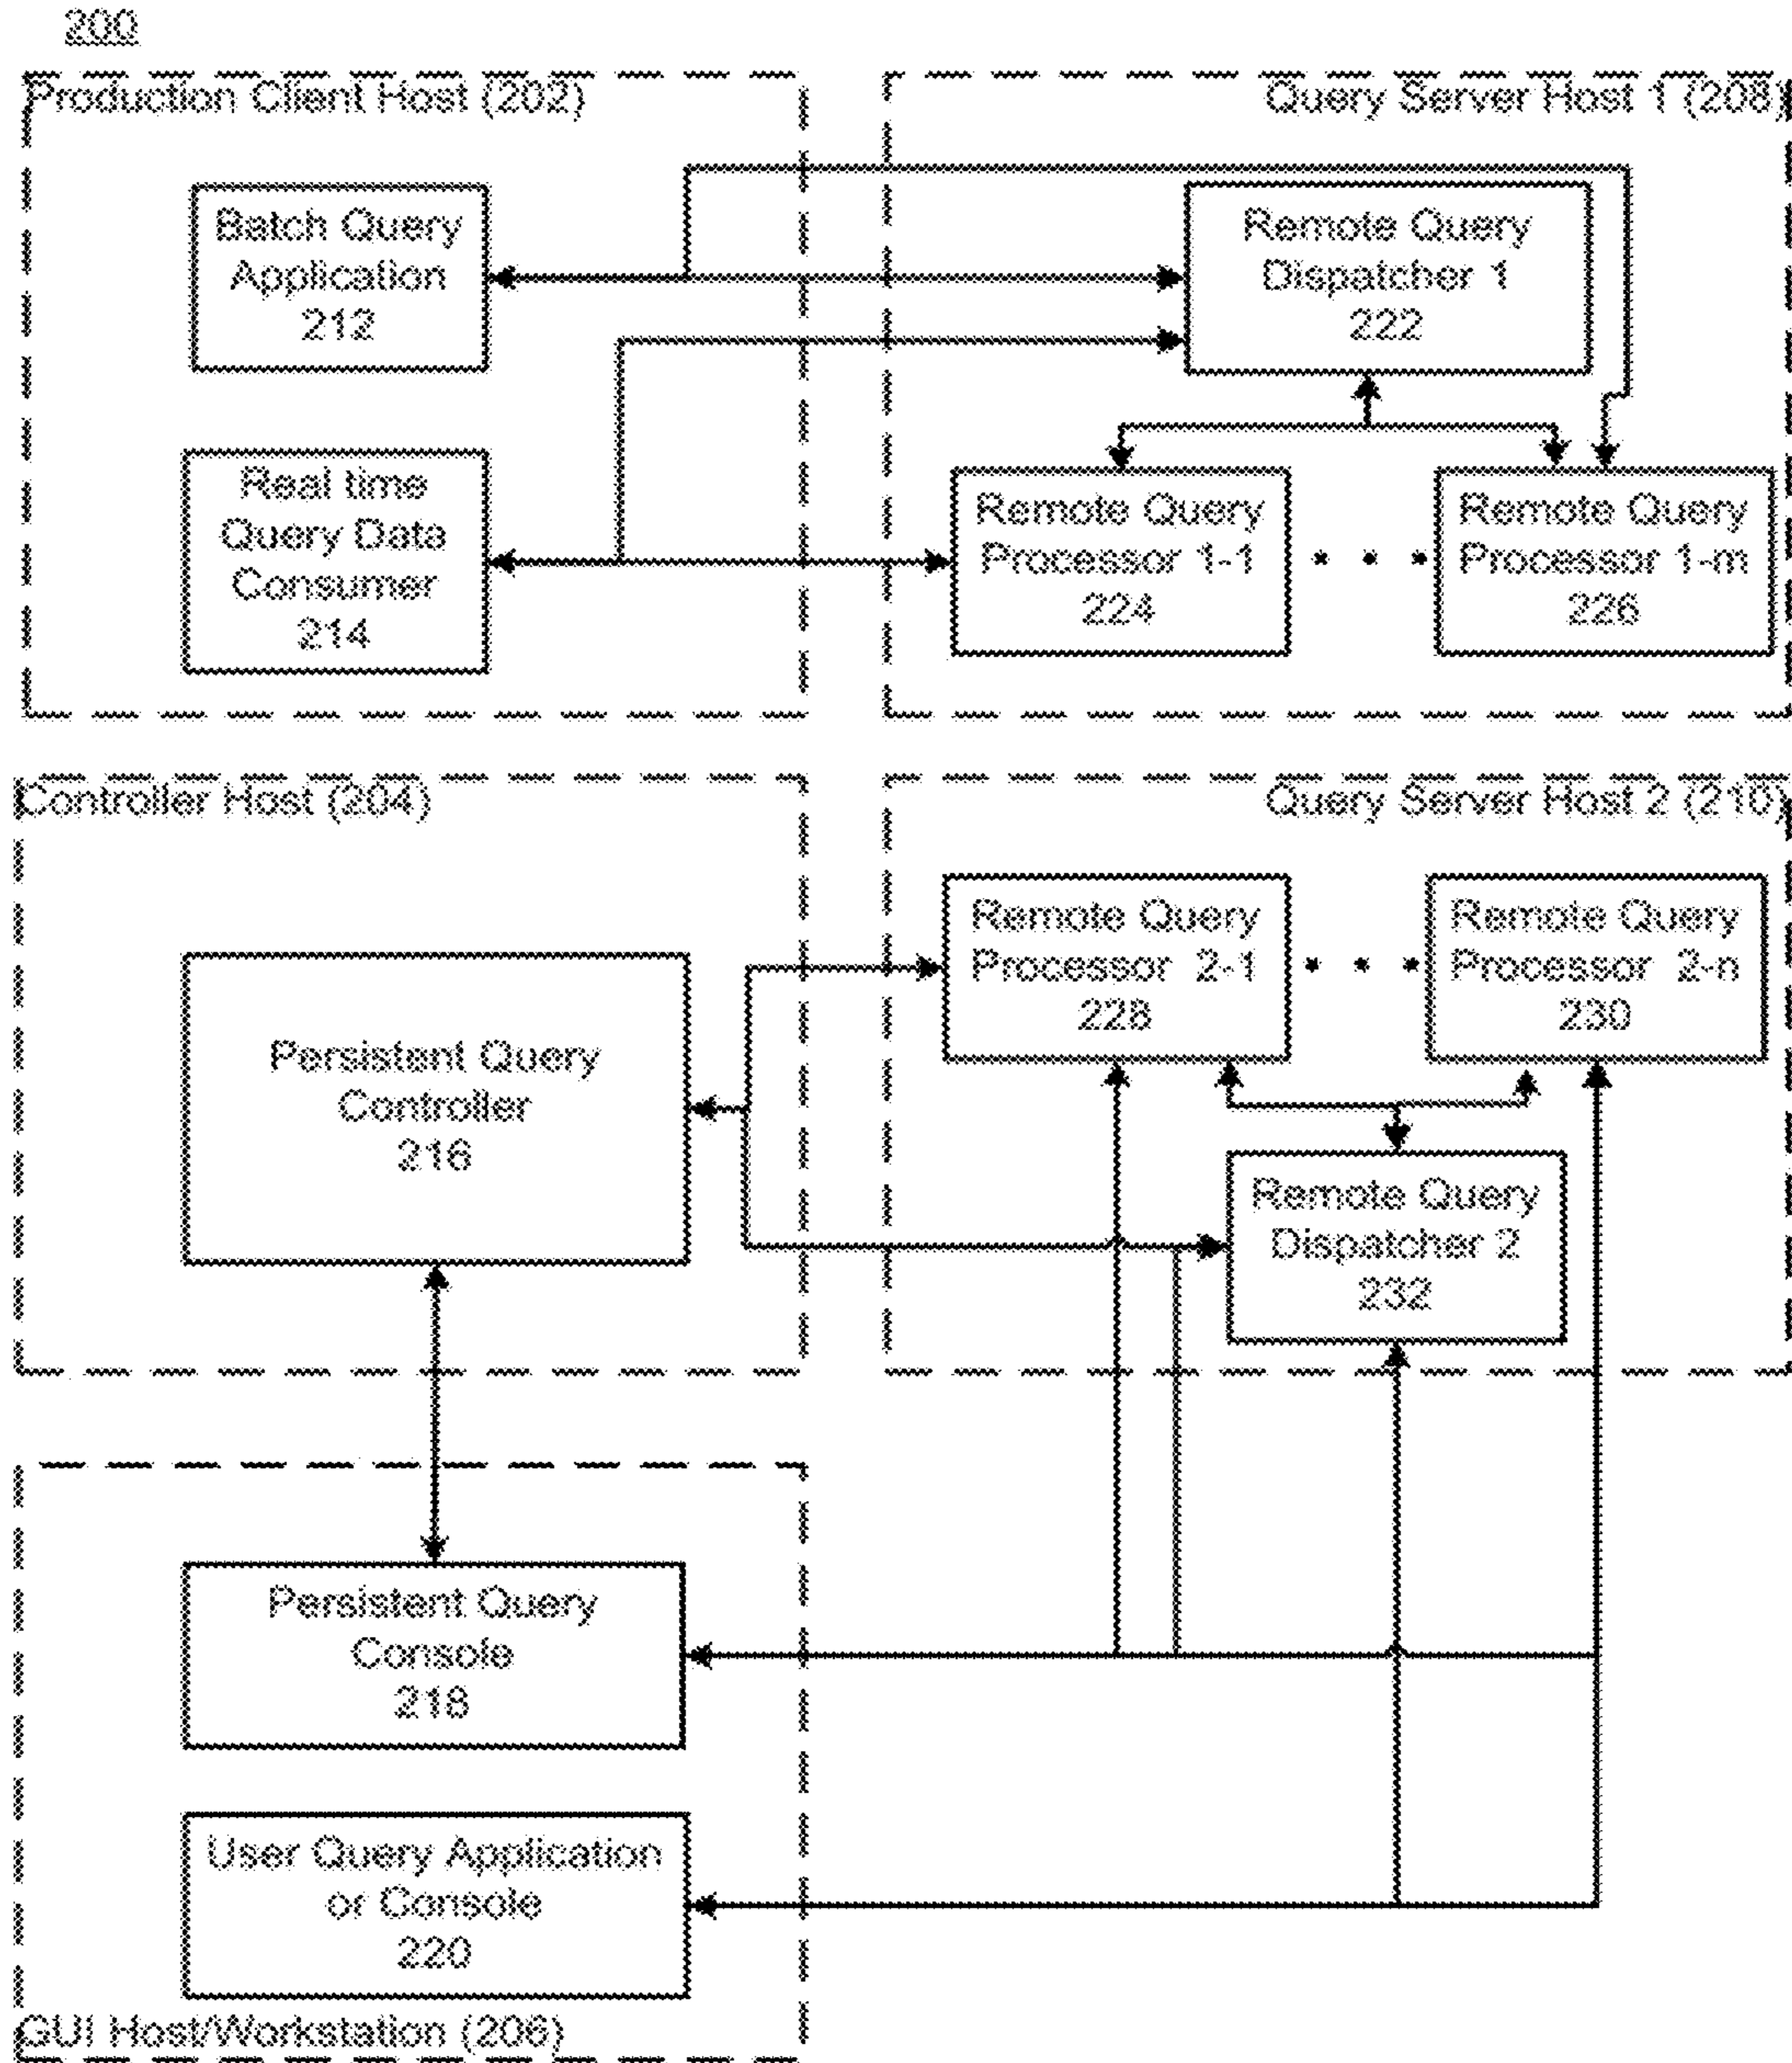 200
Production Client Host (202)
Query Server Host 1 (208)
Batch Query
Application
212
Remote Query
Dispatcher 1
222
Real time
Query Data
Consumer
214
Remote Query
Processor 1-1
224
. . .
Remote Query
Processor 1-m
226
Controller Host (204)
Query Server Host 2 (210)
Persistent Query
Controller
216
Remote Query
Processor 2-1
228
. . .
Remote Query
Processor 2-n
230
Remote Query
Dispatcher 2
232
Persistent Query
Console
218
User Query Application
or Console
220
GUI Host/Workstation (206)